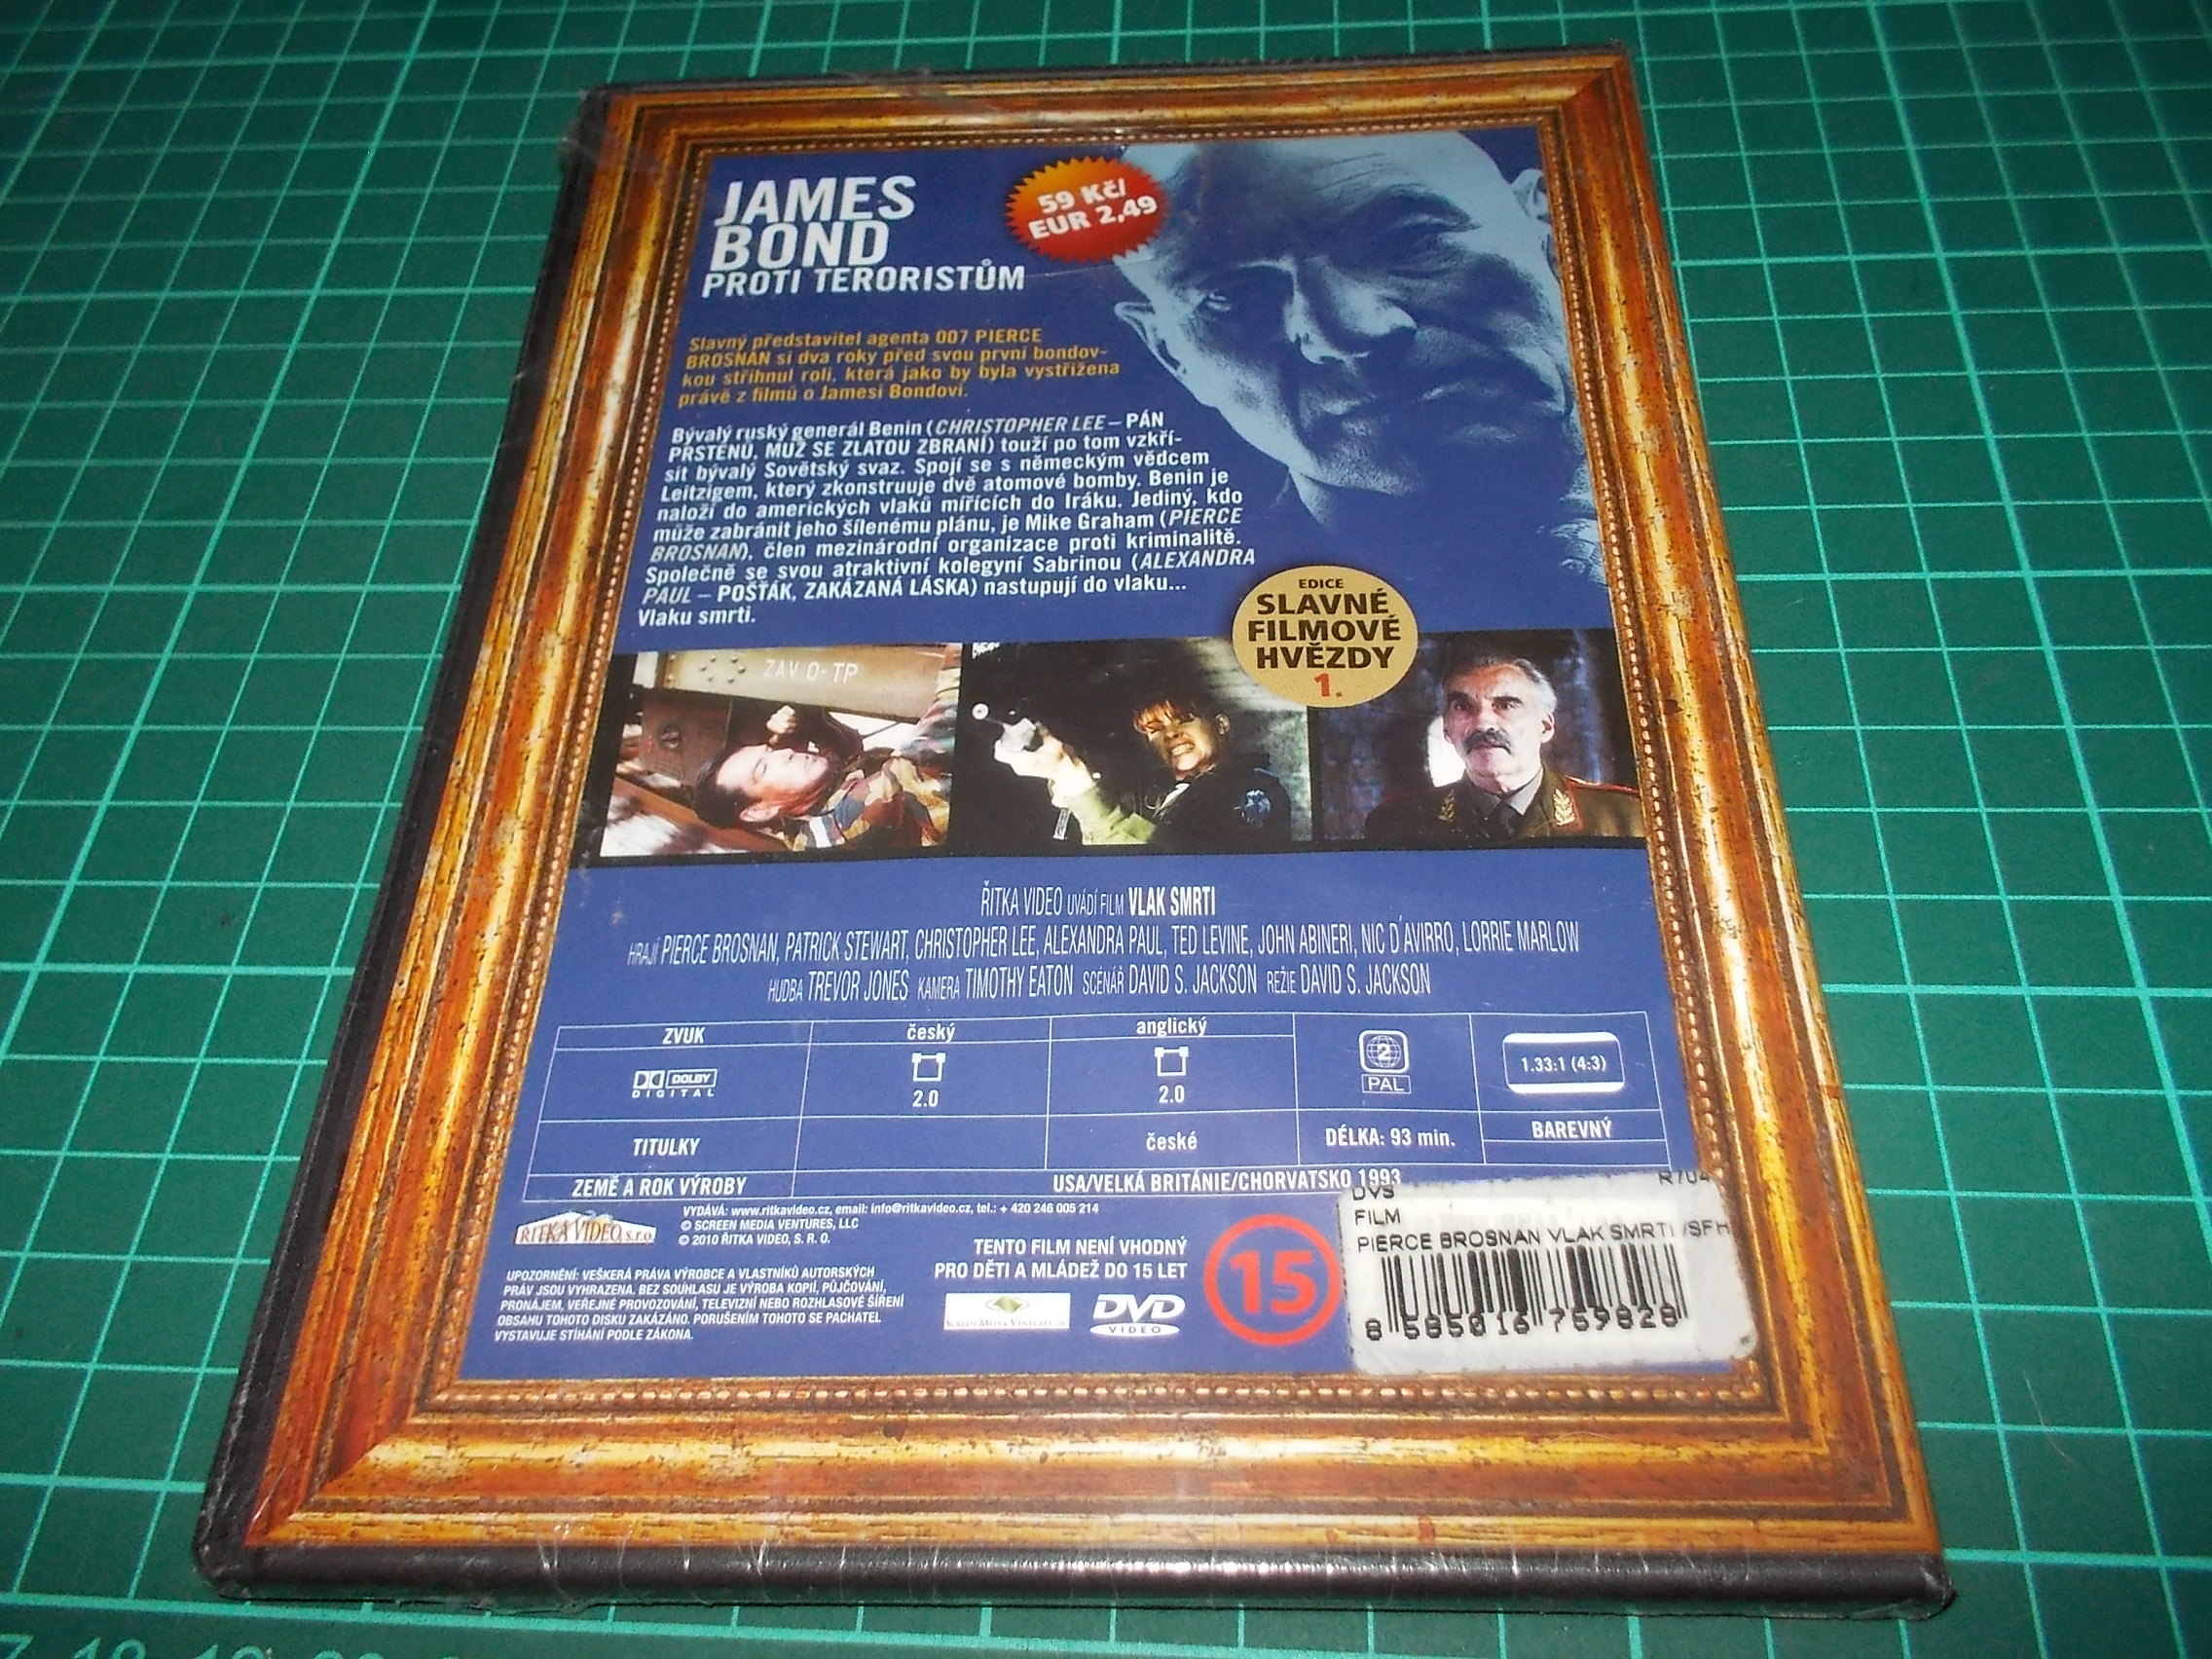 JAMES
BOND
PROTI TERORISTŮM
59 Kč/
EUR 2,49
Slavný představitel agenta 007 PIERCE
BROSNAN si dva roky před svou první bondov-
kou střihnul roli, která jako by byla vystřižena
právě z filmů o Jamesi Bondovi.
Bývalý ruský generál Benin (CHRISTOPHER LEE – PÁN
PRSTENŮ, MUŽ SE ZLATOU ZBRANÍ) touží po tom vzkří-
sit bývalý Sovětský svaz. Spojí se s německým vědcem
Leitzigem, který zkonstruuje dvě atomové bomby. Benin je
naloží do amerických vlaků mířících do Iráku. Jediný, kdo
může zabránit jeho šílenému plánu, je Mike Graham (PIERCE
BROSNAN), člen mezinárodní organizace proti kriminalitě.
Společně se svou atraktivní kolegyní Sabrinou (ALEXANDRA
PAUL – POŠŤÁK, ZAKÁZANÁ LÁSKA) nastupují do vlaku...
Vlaku smrti.
EDICE
SLAVNÉ
FILMOVÉ
HVĚZDY
1.
ZAV O-TP
ŘITKA VIDEO UVÁDÍ FILM VLAK SMRTI
HRAJÍ PIERCE BROSNAN, PATRICK STEWART, CHRISTOPHER LEE, ALEXANDRA PAUL, TED LEVINE, JOHN ABINERI, NIC D´AVIRRO, LORRIE MARLOW
HUDBA TREVOR JONES KAMERA TIMOTHY EATON SCÉNÁŘ DAVID S. JACKSON REŽIE DAVID S. JACKSON
ZVUK český anglický
DOLBY
DIGITAL
2.0 2.0
2
PAL
1.33:1 (4:3)
TITULKY české DÉLKA: 93 min. BAREVNÝ
ZEMĚ A ROK VÝROBY USA/VELKÁ BRITÁNIE/CHORVATSKO 1993
ŘITKA VIDEO, s.r.o.
VYDÁVÁ: www.ritkavideo.cz, email: info@ritkavideo.cz, tel.: + 420 246 005 214
© SCREEN MEDIA VENTURES, LLC
© 2010 ŘITKA VIDEO, S. R. O.
UPOZORNĚNÍ: VEŠKERÁ PRÁVA VÝROBCE A VLASTNÍKŮ AUTORSKÝCH
PRÁV JSOU VYHRAZENA. BEZ SOUHLASU JE VÝROBA KOPIÍ, PŮJČOVÁNÍ,
PRONÁJEM, VEŘEJNÉ PROVOZOVÁNÍ, TELEVIZNÍ NEBO ROZHLASOVÉ ŠÍŘENÍ
OBSAHU TOHOTO DISKU ZAKÁZÁNO. PORUŠENÍM TOHOTO SE PACHATEL
VYSTAVUJE STÍHÁNÍ PODLE ZÁKONA.
TENTO FILM NENÍ VHODNÝ
PRO DĚTI A MLÁDEŽ DO 15 LET
SCREEN MEDIA VENTURES
DVD
VIDEO
15
R704
DVS
FILM
PIERCE BROSNAN VLAK SMRTI /SFH
8 585016 759828